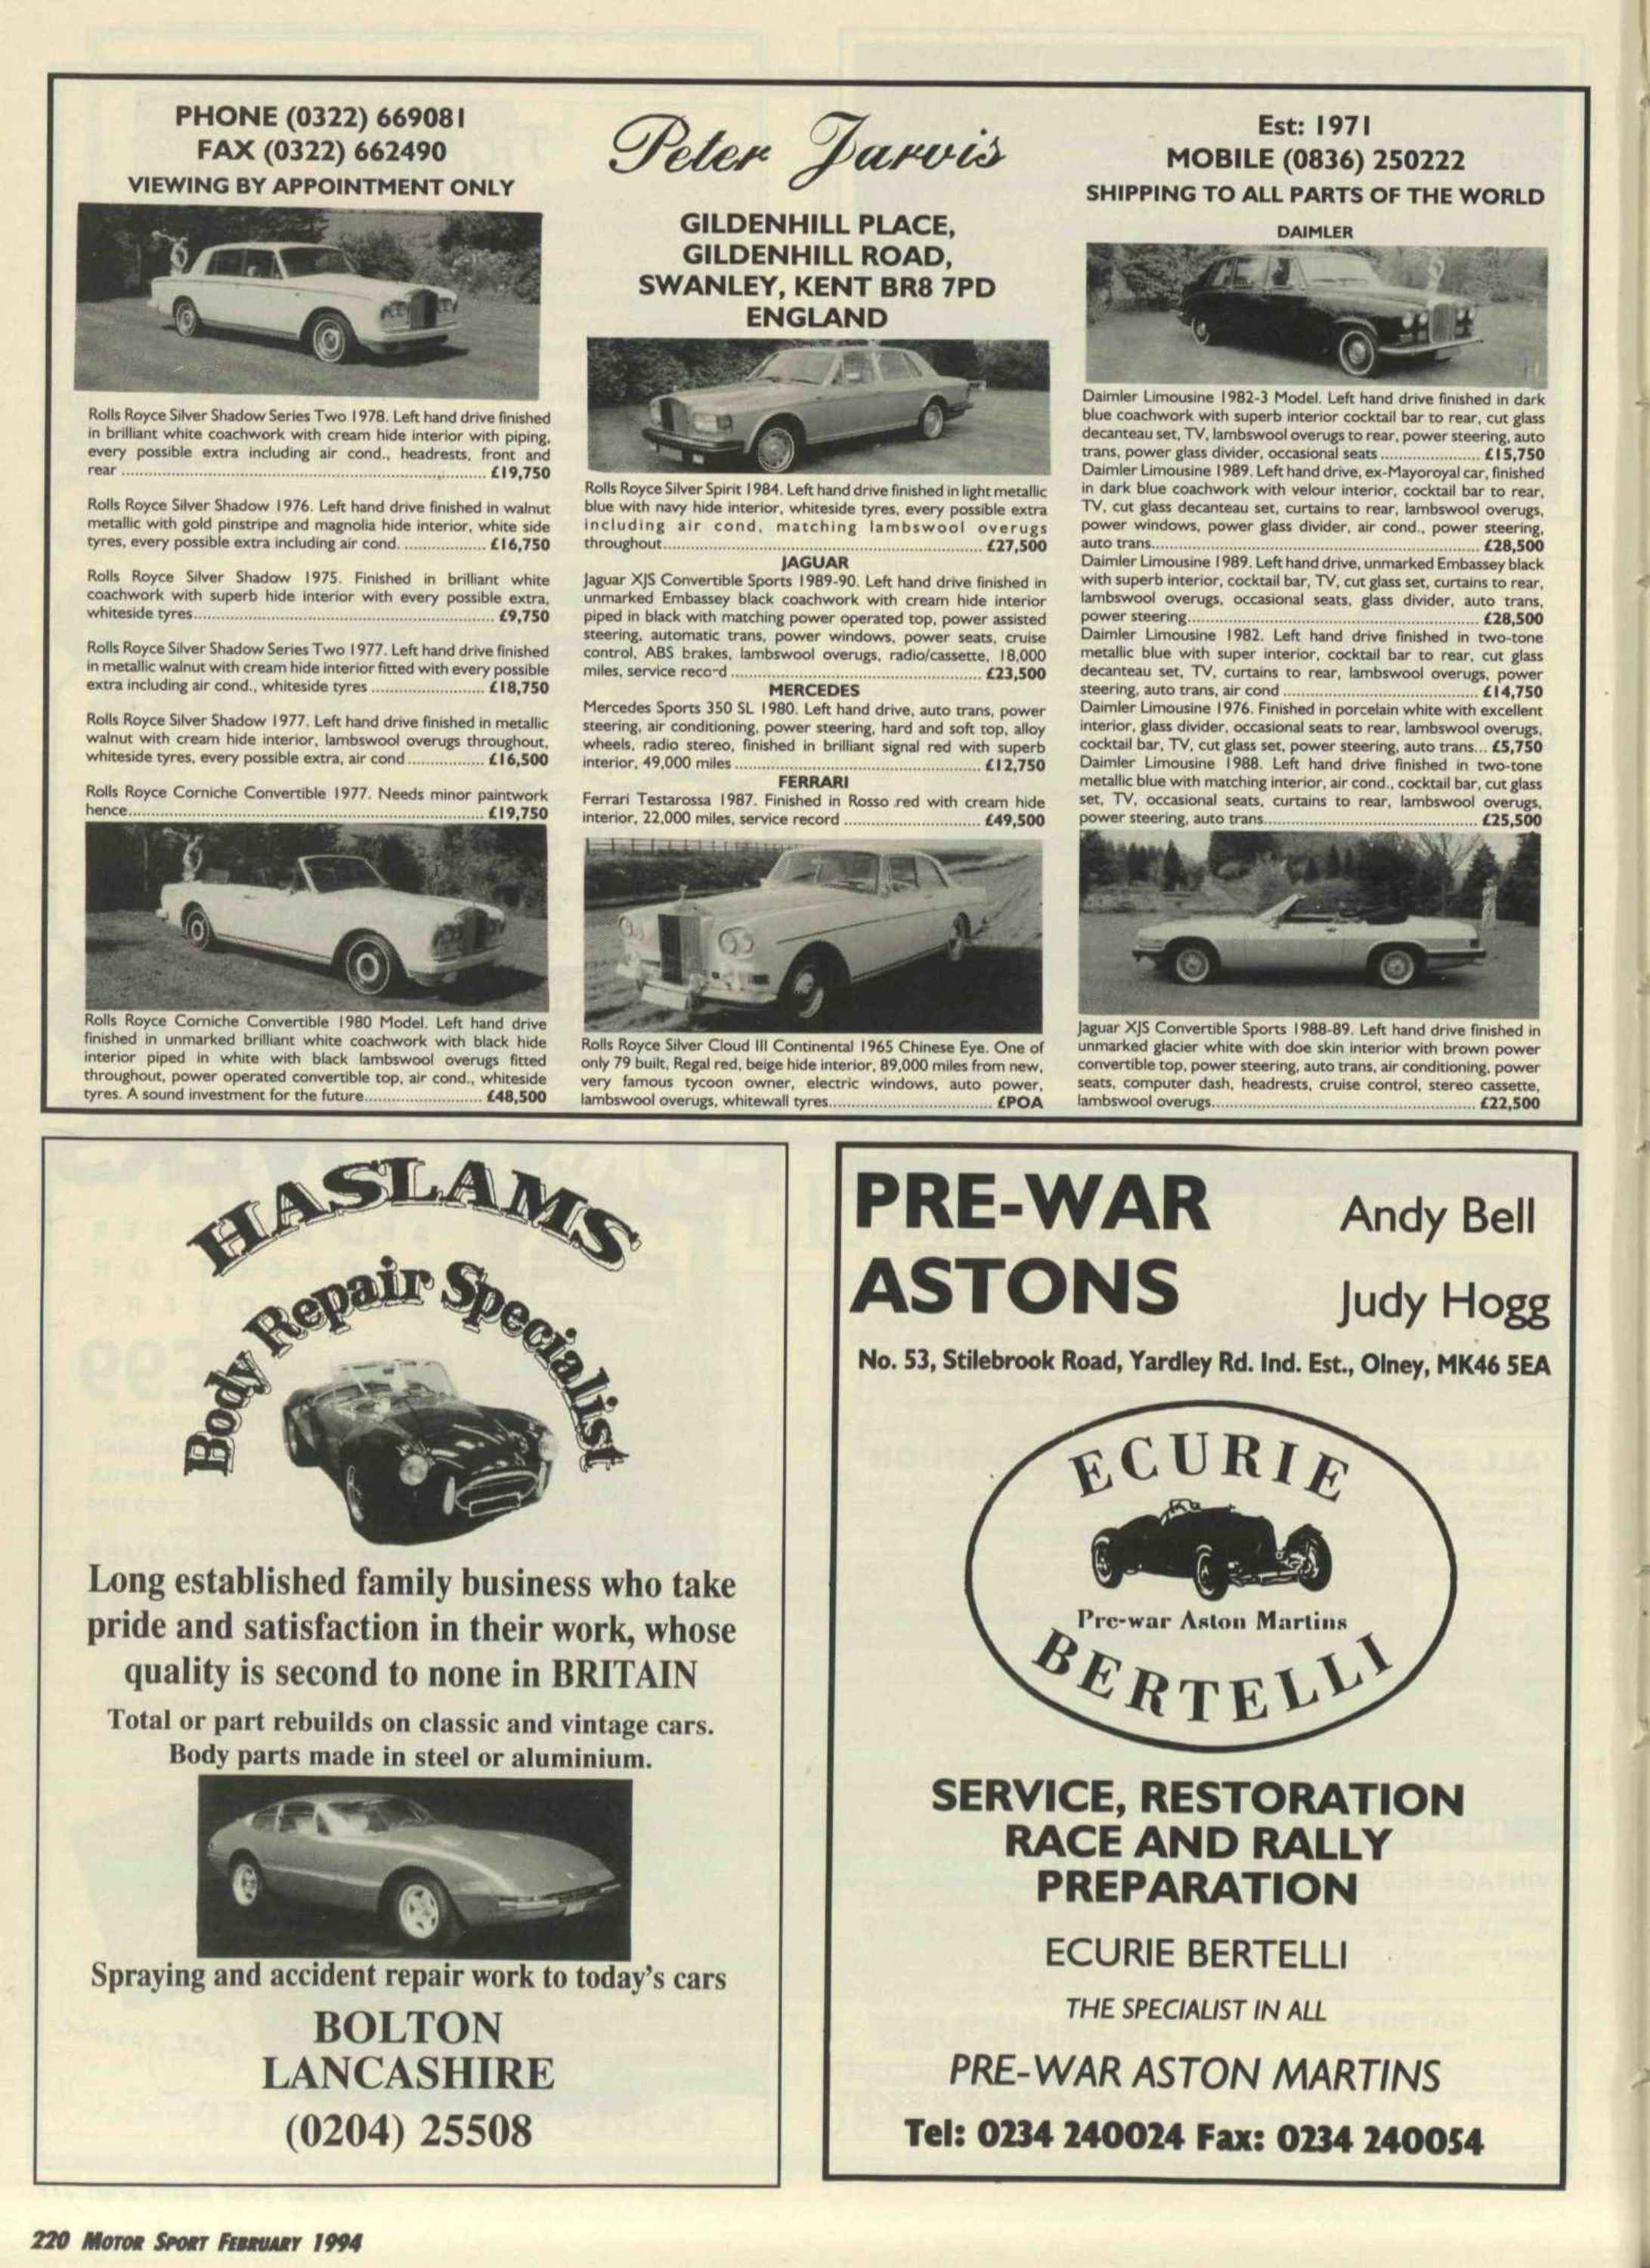 PHONE (0322) 669081
FAX (0322) 662490
VIEWING BY APPOINTMENT ONLY
Rolls Royce Silver Shadow Series Two 1978. Left hand drive finished
in brilliant white coachwork with cream hide interior with piping,
every possible extra including air cond., headrests, front and
rear ........ £19,750
Rolls Royce Silver Shadow 1976. Left hand drive finished in walnut
metallic with gold pinstripe and magnolia hide interior, white side
tyres, every possible extra including air cond. ........ £16,750
Rolls Royce Silver Shadow 1975. Finished in brilliant white
coachwork with superb hide interior with every possible extra,
whiteside tyres........ £9,750
Rolls Royce Silver Shadow Series Two 1977. Left hand drive finished
in metallic walnut with cream hide interior fitted with every possible
extra including air cond., whiteside tyres ........ £18,750
Rolls Royce Silver Shadow 1977. Left hand drive finished in metallic
walnut with cream hide interior, lambswool overugs throughout,
whiteside tyres, every possible extra, air cond ........ £16,500
Rolls Royce Corniche Convertible 1977. Needs minor paintwork
hence........ £19,750
Rolls Royce Corniche Convertible 1980 Model. Left hand drive
finished in unmarked brilliant white coachwork with black hide
interior piped in white with black lambswool overugs fitted
throughout, power operated convertible top, air cond., whiteside
tyres. A sound investment for the future........ £48,500
Peter Jarvis
GILDENHILL PLACE,
GILDENHILL ROAD,
SWANLEY, KENT BR8 7PD
ENGLAND
Rolls Royce Silver Spirit 1984. Left hand drive finished in light metallic
blue with navy hide interior, whiteside tyres, every possible extra
including air cond, matching lambswool overugs
throughout........ £27,500
JAGUAR
Jaguar XJS Convertible Sports 1989-90. Left hand drive finished in
unmarked Embassey black coachwork with cream hide interior
piped in black with matching power operated top, power assisted
steering, automatic trans, power windows, power seats, cruise
control, ABS brakes, lambswool overugs, radio/cassette, 18,000
miles, service record ........ £23,500
MERCEDES
Mercedes Sports 350 SL 1980. Left hand drive, auto trans, power
steering, air conditioning, power steering, hard and soft top, alloy
wheels, radio stereo, finished in brilliant signal red with superb
interior, 49,000 miles ........ £12,750
FERRARI
Ferrari Testarossa 1987. Finished in Rosso red with cream hide
interior, 22,000 miles, service record ........ £49,500
Rolls Royce Silver Cloud III Continental 1965 Chinese Eye. One of
only 79 built, Regal red, beige hide interior, 89,000 miles from new,
very famous tycoon owner, electric windows, auto power,
lambswool overugs, whitewall tyres........ £POA
Est: 1971
MOBILE (0836) 250222
SHIPPING TO ALL PARTS OF THE WORLD
DAIMLER
Daimler Limousine 1982-3 Model. Left hand drive finished in dark
blue coachwork with superb interior cocktail bar to rear, cut glass
decanteau set, TV, lambswool overugs to rear, power steering, auto
trans, power glass divider, occasional seats ........ £15,750
Daimler Limousine 1989. Left hand drive, ex-Mayoroyal car, finished
in dark blue coachwork with velour interior, cocktail bar to rear,
TV, cut glass decanteau set, curtains to rear, lambswool overugs,
power windows, power glass divider, air cond., power steering,
auto trans........ £28,500
Daimler Limousine 1989. Left hand drive, unmarked Embassey black
with superb interior, cocktail bar, TV, cut glass set, curtains to rear,
lambswool overugs, occasional seats, glass divider, auto trans,
power steering........ £28,500
Daimler Limousine 1982. Left hand drive finished in two-tone
metallic blue with super interior, cocktail bar to rear, cut glass
decanteau set, TV, curtains to rear, lambswool overugs, power
steering, auto trans, air cond ........ £14,750
Daimler Limousine 1976. Finished in porcelain white with excellent
interior, glass divider, occasional seats to rear, lambswool overugs,
cocktail bar, TV, cut glass set, power steering, auto trans... £5,750
Daimler Limousine 1988. Left hand drive finished in two-tone
metallic blue with matching interior, air cond., cocktail bar, cut glass
set, TV, occasional seats, curtains to rear, lambswool overugs,
power steering, auto trans........ £25,500
Jaguar XJS Convertible Sports 1988-89. Left hand drive finished in
unmarked glacier white with doe skin interior with brown power
convertible top, power steering, auto trans, air conditioning, power
seats, computer dash, headrests, cruise control, stereo cassette,
lambswool overugs........ £22,500
HASLAMS
Body Repair Specialist
Long established family business who take
pride and satisfaction in their work, whose
quality is second to none in BRITAIN
Total or part rebuilds on classic and vintage cars.
Body parts made in steel or aluminium.
Spraying and accident repair work to today's cars
BOLTON
LANCASHIRE
(0204) 25508
PRE-WAR
ASTONS
Andy Bell
Judy Hogg
No. 53, Stilebrook Road, Yardley Rd. Ind. Est., Olney, MK46 5EA
ECURIE
Pre-war Aston Martins
BERTELLI
SERVICE, RESTORATION
RACE AND RALLY
PREPARATION
ECURIE BERTELLI
THE SPECIALIST IN ALL
PRE-WAR ASTON MARTINS
Tel: 0234 240024 Fax: 0234 240054
220 MOTOR SPORT FEBRUARY 1994